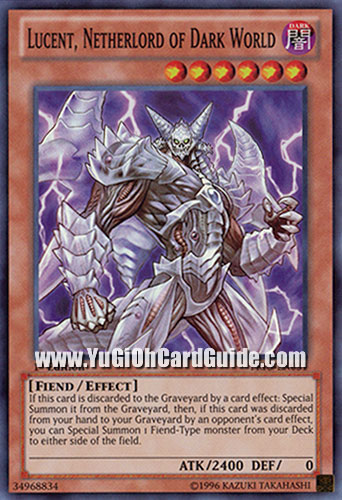 LUCENT, NETHERLORD OF DARK WORLD
DARK
闇
www.YuGiOhCardGuide.com
[FIEND / EFFECT]
If this card is discarded to the Graveyard by a card effect: Special
Summon it from the Graveyard, then, if this card was discarded
from your hand to your Graveyard by an opponent's card effect,
you can Special Summon 1 Fiend-Type monster from your Deck
to either side of the field.
ATK/2400 DEF/ 0
34968834
©1996 KAZUKI TAKAHASHI